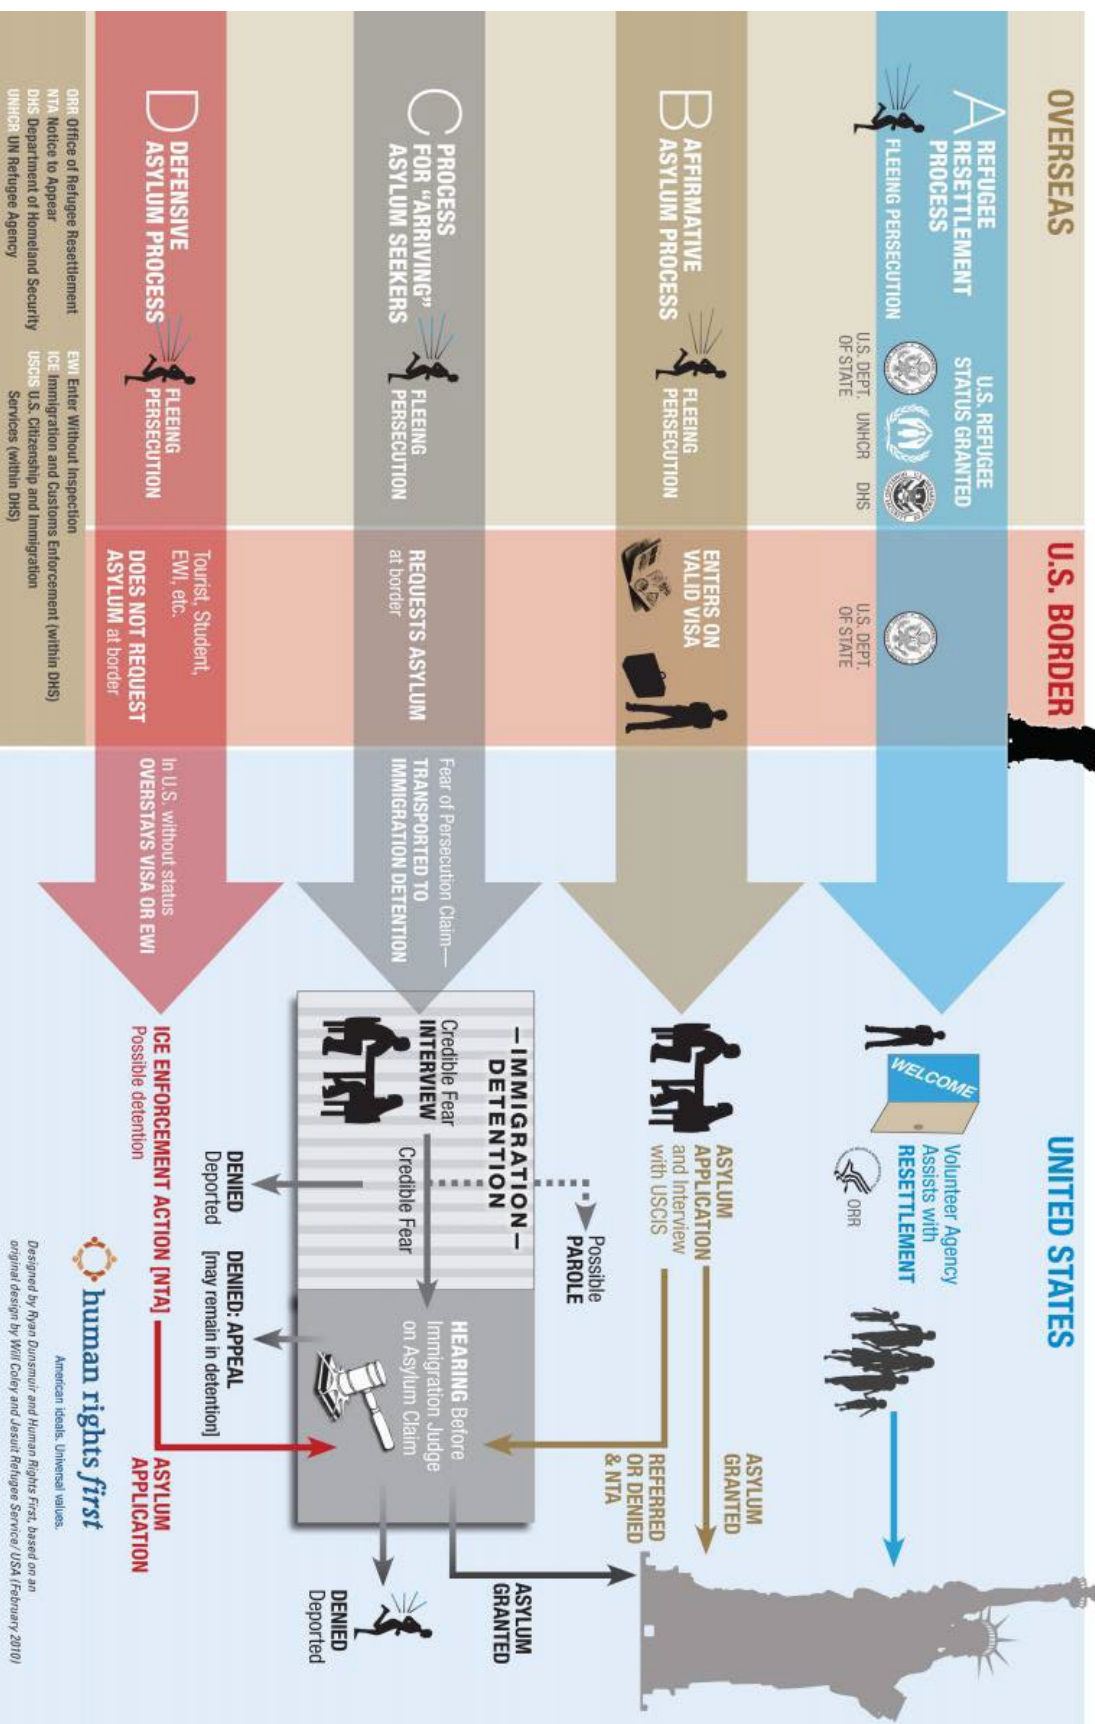 OVERSEAS
U.S. BORDER
UNITED STATES
A REFUGEE
RESETTLEMENT
PROCESS
FLEEING PERSECUTION
U.S. REFUGEE
STATUS GRANTED
U.S. DEPT.
OF STATE
UNHCR
DHS
U.S. DEPT.
OF STATE
WELCOME
Volunteer Agency
Assists with
RESETTLEMENT
ORR
B AFFIRMATIVE
ASYLUM PROCESS
FLEEING
PERSECUTION
ENTERS ON
VALID VISA
ASYLUM
APPLICATION
and Interview
with USCIS
ASYLUM
GRANTED
REFERRED
OR DENIED
& NTA
C PROCESS
FOR "ARRIVING"
ASYLUM SEEKERS
FLEEING
PERSECUTION
REQUESTS ASYLUM
at border
Fear of Persecution Claim—
TRANSPORTED TO
IMMIGRATION DETENTION
– IMMIGRATION –
DETENTION
Credible Fear
INTERVIEW
Credible Fear
Possible
PAROLE
HEARING Before
Immigration Judge
on Asylum Claim
DENIED
Deported
DENIED: APPEAL
[may remain in detention]
ASYLUM
GRANTED
DENIED
Deported
D DEFENSIVE
ASYLUM PROCESS
FLEEING
PERSECUTION
Tourist, Student,
EWI, etc.
DOES NOT REQUEST
ASYLUM at border
In U.S. without status
OVERSTAYS VISA OR EWI
ICE ENFORCEMENT ACTION [NTA]
Possible detention
ASYLUM
APPLICATION
ORR Office of Refugee Resettlement
NTA Notice to Appear
DHS Department of Homeland Security
UNHCR UN Refugee Agency
EWI Enter Without Inspection
ICE Immigration and Customs Enforcement (within DHS)
USCIS U.S. Citizenship and Immigration
Services (within DHS)
human rights first
American ideals. Universal values.
Designed by Ryan Dunsmuir and Human Rights First, based on an
original design by Will Coley and Jesuit Refugee Service/ USA (February 2010)